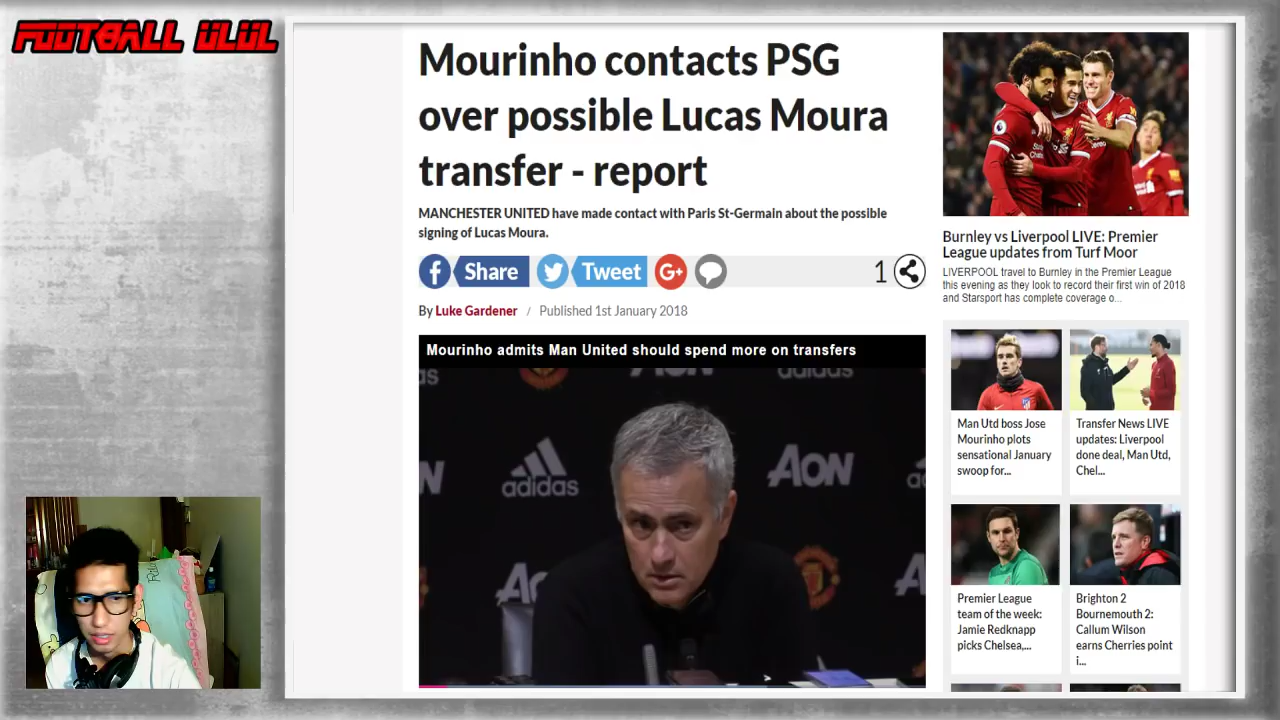 FOOTBALL ULUL
Mourinho contacts PSG
over possible Lucas Moura
transfer - report
MANCHESTER UNITED have made contact with Paris St-Germain about the possible
signing of Lucas Moura.
Share
Tweet
G+
1
By Luke Gardener / Published 1st January 2018
Mourinho admits Man United should spend more on transfers
AON
adidas
adidas
AON
Burnley vs Liverpool LIVE: Premier
League updates from Turf Moor
LIVERPOOL travel to Burnley in the Premier League
this evening as they look to record their first win of 2018
and Starsport has complete coverage o...
Man Utd boss Jose
Mourinho plots
sensational January
swoop for...
Transfer News LIVE
updates: Liverpool
done deal, Man Utd,
Chel...
Premier League
team of the week:
Jamie Redknapp
picks Chelsea,...
Brighton 2
Bournemouth 2:
Callum Wilson
earns Cherries point
i...